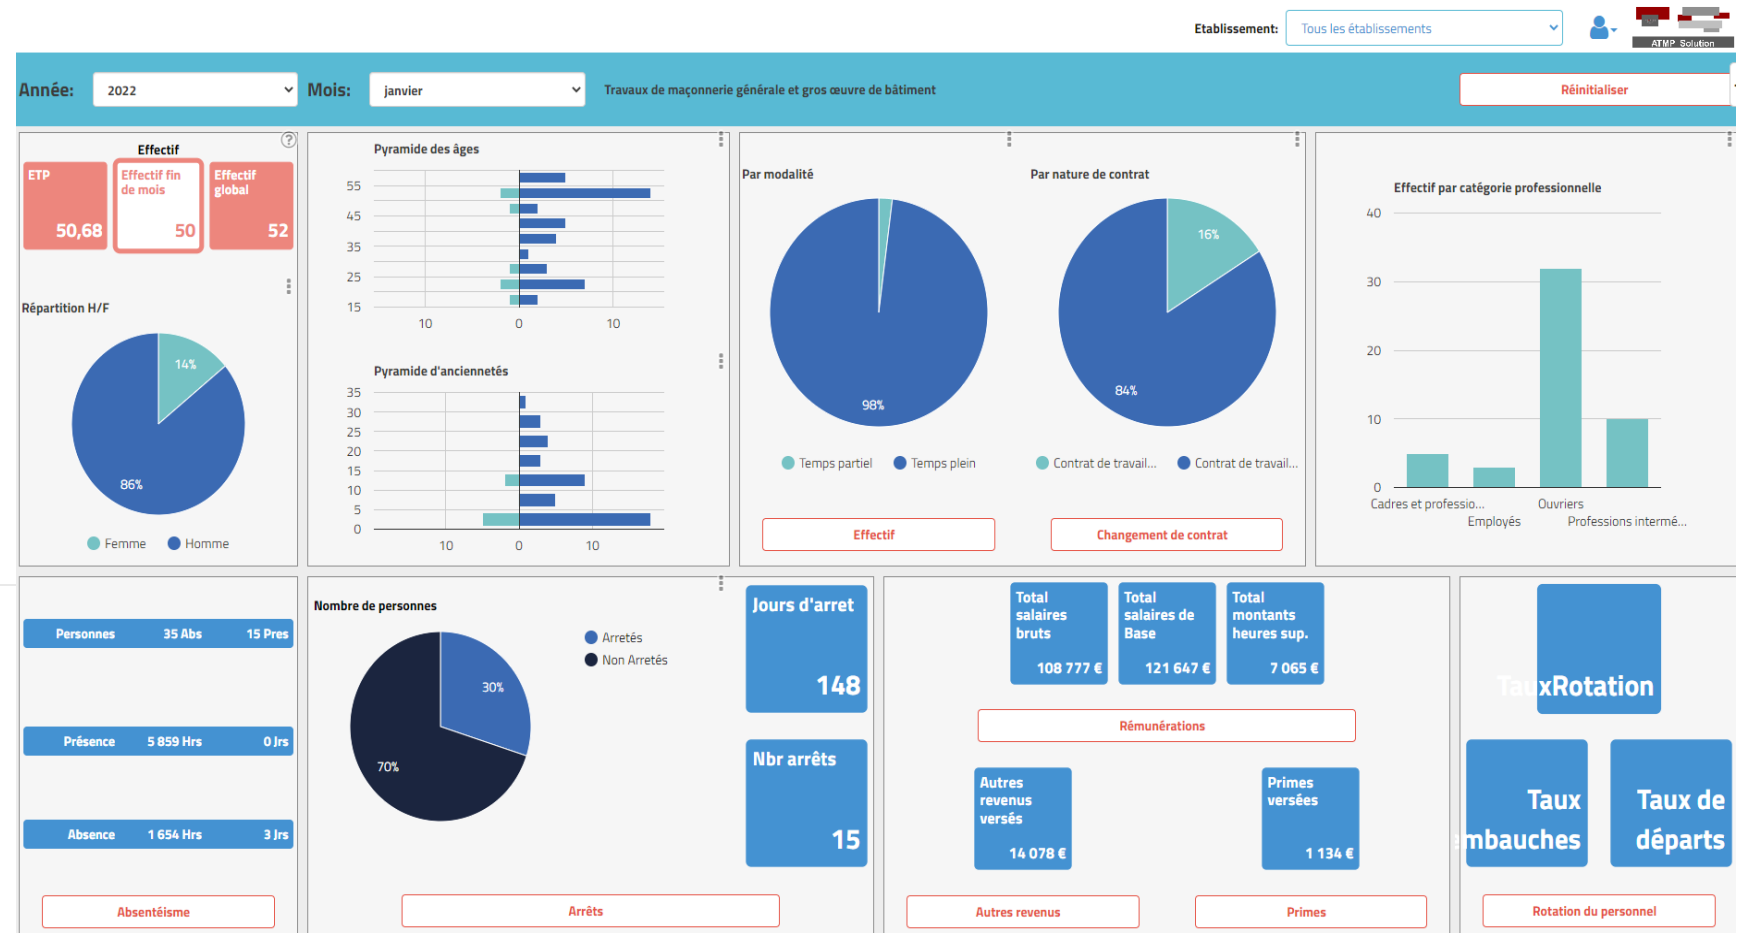 Etablissement: Tous les établissements
ATMP Solution
Année: 2022 Mois: janvier Travaux de maçonnerie générale et gros œuvre de bâtiment Réinitialiser
Effectif
ETP
50,68
Effectif fin
de mois
50
Effectif
global
52
Répartition H/F
14%
86%
Femme Homme
Pyramide des âges
55
45
35
25
15
10 0 10
Pyramide d'anciennetés
35
30
25
20
15
10
5
0
10 0 10
Par modalité
98%
Temps partiel Temps plein
Effectif
Par nature de contrat
16%
84%
Contrat de travail... Contrat de travail...
Changement de contrat
Effectif par catégorie professionnelle
40
30
20
10
0
Cadres et professio... Ouvriers
Employés Professions intermé...
Personnes 35 Abs 15 Pres
Présence 5 859 Hrs 0 Jrs
Absence 1 654 Hrs 3 Jrs
Absentéisme
Nombre de personnes
30%
70%
Arretés
Non Arretés
Jours d'arret
148
Nbr arrêts
15
Arrêts
Total
salaires
bruts
108 777 €
Total
salaires de
Base
121 647 €
Total
montants
heures sup.
7 065 €
Rémunérations
Autres
revenus
versés
14 078 €
Primes
versées
1 134 €
Autres revenus
Primes
TauxRotation
Taux
mbauches
Taux de
départs
Rotation du personnel